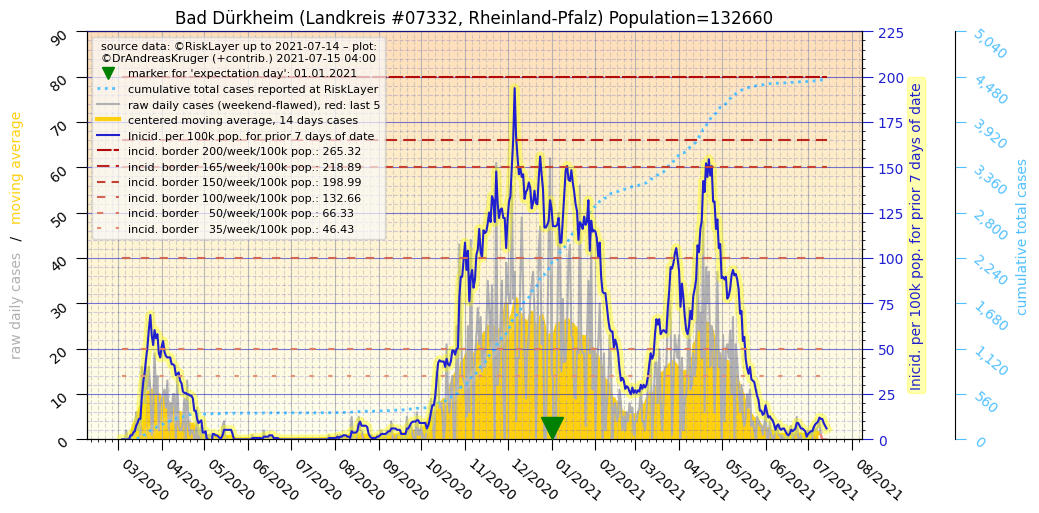 Bad Dürkheim (Landkreis #07332, Rheinland-Pfalz) Population=132660
source data: ©RiskLayer up to 2021-07-14 – plot:
©DrAndreasKruger (+contrib.) 2021-07-15 04:00
marker for 'expectation day': 01.01.2021
cumulative total cases reported at RiskLayer
raw daily cases (weekend-flawed), red: last 5
centered moving average, 14 days cases
Inicid. per 100k pop. for prior 7 days of date
incid. border 200/week/100k pop.: 265.32
incid. border 165/week/100k pop.: 218.89
incid. border 150/week/100k pop.: 198.99
incid. border 100/week/100k pop.: 132.66
incid. border 50/week/100k pop.: 66.33
incid. border 35/week/100k pop.: 46.43
raw daily cases / moving average
90
80
70
60
50
40
30
20
10
0
03/2020
04/2020
05/2020
06/2020
07/2020
08/2020
09/2020
10/2020
11/2020
12/2020
01/2021
02/2021
03/2021
04/2021
05/2021
06/2021
07/2021
08/2021
225
200
175
150
125
100
75
50
25
0
Inicid. per 100k pop. for prior 7 days of date
5,040
4,480
3,920
3,360
2,800
2,240
1,680
1,120
560
0
cumulative total cases